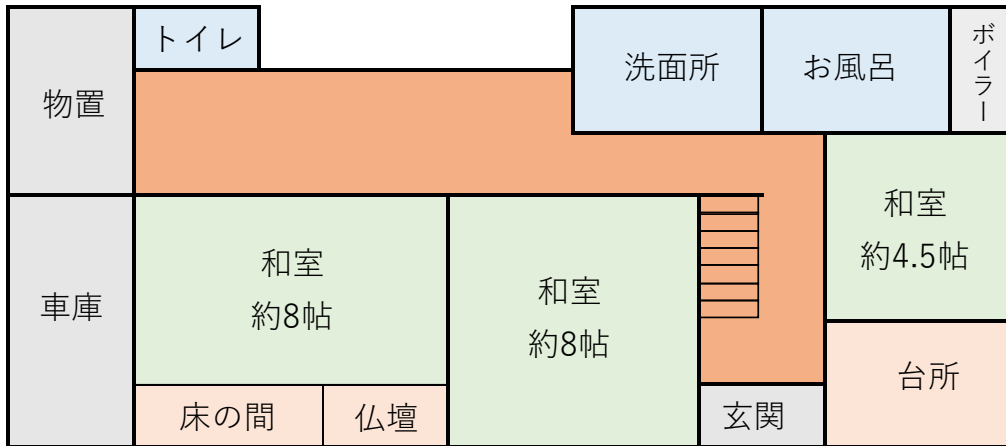 トイレ
洗面所
お風呂
ボイラー
物置
和室
約4.5帖
和室
約8帖
和室
約8帖
車庫
台所
床の間
仏壇
玄関